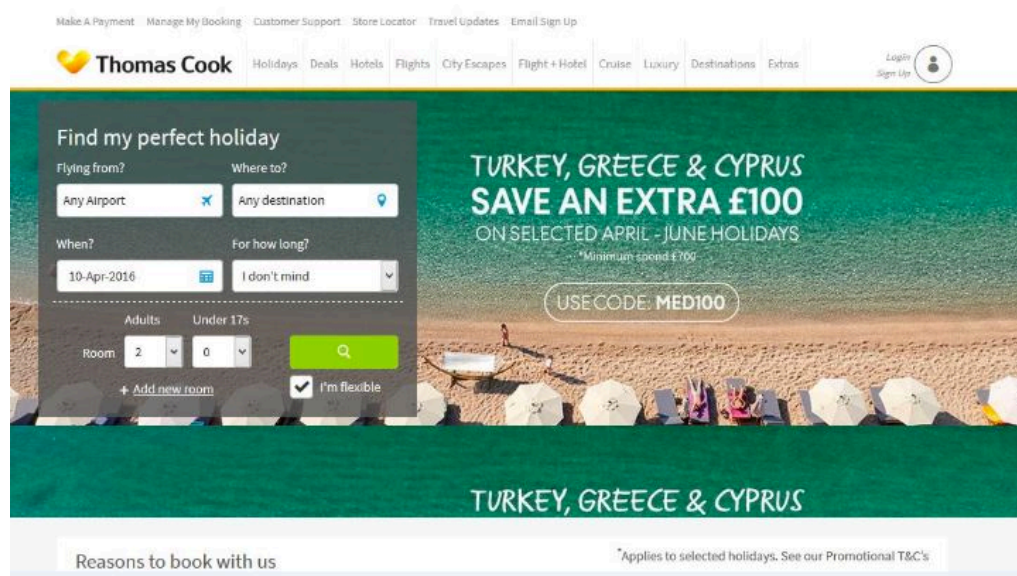 Make A Payment Manage My Booking Customer Support Store Locator Travel Updates Email Sign Up
Thomas Cook Holidays Deals Hotels Flights City Escapes Flight + Hotel Cruise Luxury Destinations Extras Login
Sign Up
Find my perfect holiday
Flying from? Where to?
Any Airport Any destination
When? For how long?
10-Apr-2016 I don't mind
Adults Under 17s
Room 2 0
+ Add new room I'm flexible
TURKEY, GREECE & CYPRUS
SAVE AN EXTRA £100
ON SELECTED APRIL - JUNE HOLIDAYS
*Minimum spend £700
USE CODE: MED100
TURKEY, GREECE & CYPRUS
Reasons to book with us
*Applies to selected holidays. See our Promotional T&C's